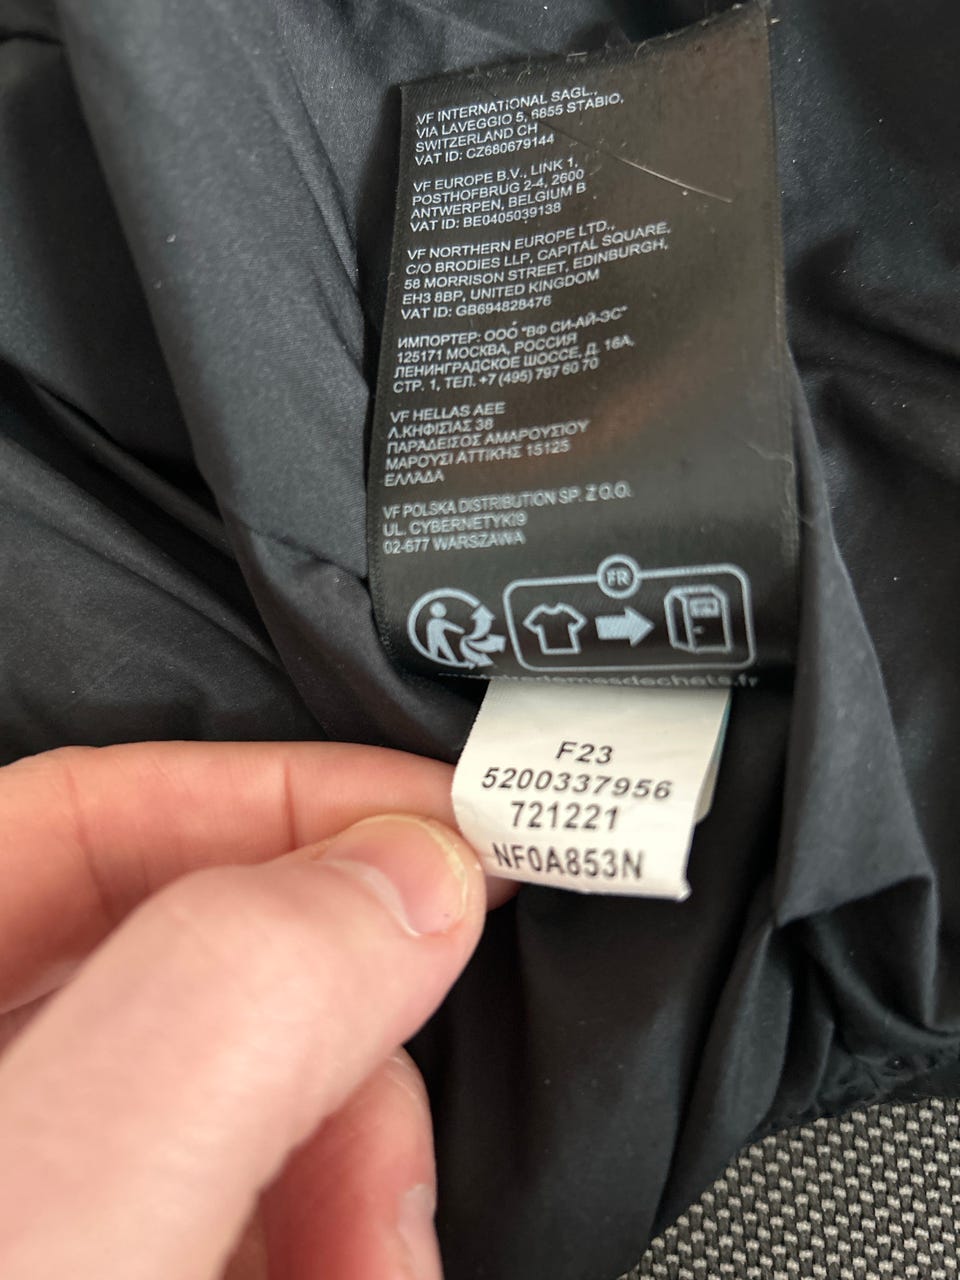 VF INTERNATIONAL SAGL.,
VIA LAVEGGIO 5, 6855 STABIO,
SWITZERLAND CH
VAT ID: CZ680679144
VF EUROPE B.V., LINK 1,
POSTHOFBRUG 2-4, 2600
ANTWERPEN, BELGIUM B
VAT ID: BE0405039138
VF NORTHERN EUROPE LTD.,
C/O BRODIES LLP, CAPITAL SQUARE,
58 MORRISON STREET, EDINBURGH,
EH3 8BP, UNITED KINGDOM
VAT ID: GB694828476
ИМПОРТЕР: ООО "ВФ СИ-АЙ-ЭС"
125171 МОСКВА, РОССИЯ
ЛЕНИНГРАДСКОЕ ШОССЕ, Д. 16А,
СТР. 1, ТЕЛ. +7 (495) 797 60 70
VF HELLAS AEE
Λ.ΚΗΦΙΣΙΑΣ 38
ΠΑΡΑΔΕΙΣΟΣ ΑΜΑΡΟΥΣΙΟΥ
ΜΑΡΟΥΣΙ ΑΤΤΙΚΗΣ 15125
ΕΛΛΑΔΑ
VF POLSKA DISTRIBUTION SP. Z O.O.
UL. CYBERNETYKI9
02-677 WARSZAWA
FR
F23
5200337956
721221
NF0A853N